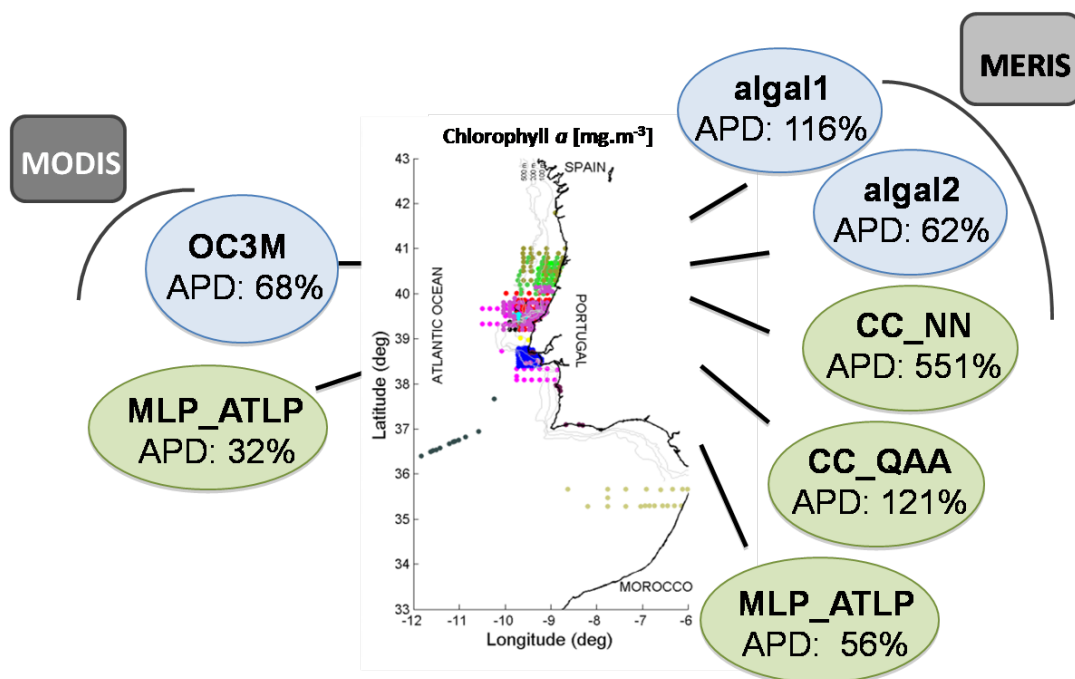 MERIS
algal1
APD: 116%
MODIS
Chlorophyll a [mg.m-3]
algal2
APD: 62%
OC3M
APD: 68%
CC_NN
APD: 551%
MLP_ATLP
APD: 32%
CC_QAA
APD: 121%
MLP_ATLP
APD: 56%
SPAIN
PORTUGAL
ATLANTIC OCEAN
MOROCCO
Latitude (deg)
43
42
41
40
39
38
37
36
35
34
33
-12 -11 -10 -9 -8 -7 -6
Longitude (deg)